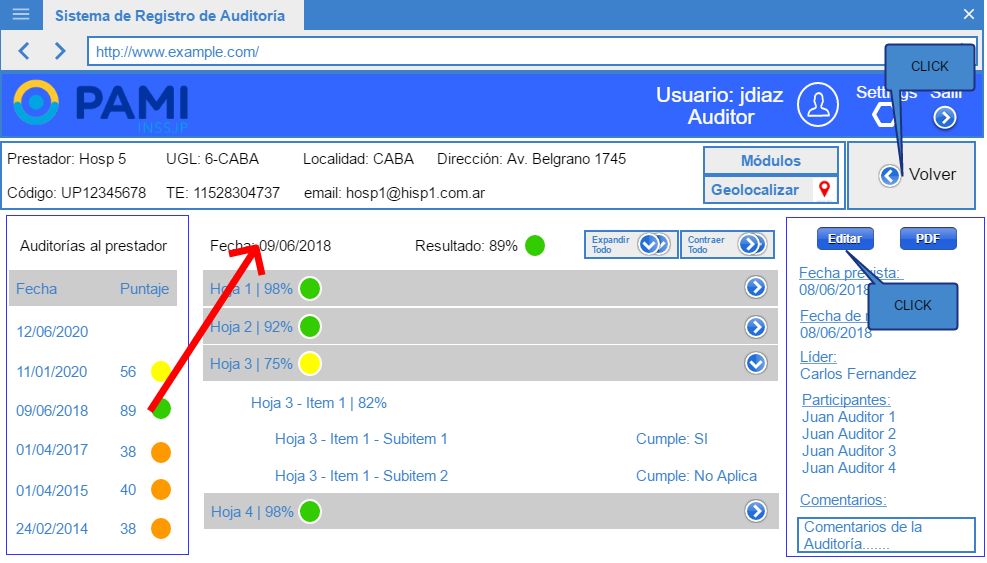 Sistema de Registro de Auditoría
http://www.example.com/
CLICK
PAMI
INSSJP
Usuario: jdiaz
Auditor
Settings
Salir
Prestador: Hosp 5 UGL: 6-CABA Localidad: CABA Dirección: Av. Belgrano 1745
Módulos
Volver
Código: UP12345678 TE: 11528304737 email: hosp1@hisp1.com.ar
Geolocalizar
Auditorías al prestador
Fecha Puntaje
12/06/2020
11/01/2020 56
09/06/2018 89
01/04/2017 38
01/04/2015 40
24/02/2014 38
Fecha: 09/06/2018 Resultado: 89%
Expandir
Todo
Contraer
Todo
Hoja 1 | 98%
Hoja 2 | 92%
Hoja 3 | 75%
Hoja 3 - Item 1 | 82%
Hoja 3 - Item 1 - Subitem 1 Cumple: SI
Hoja 3 - Item 1 - Subitem 2 Cumple: No Aplica
Hoja 4 | 98%
Editar PDF
Fecha prevista:
08/06/2018
CLICK
Fecha de
08/06/2018
Líder:
Carlos Fernandez
Participantes:
Juan Auditor 1
Juan Auditor 2
Juan Auditor 3
Juan Auditor 4
Comentarios:
Comentarios de la
Auditoría.......